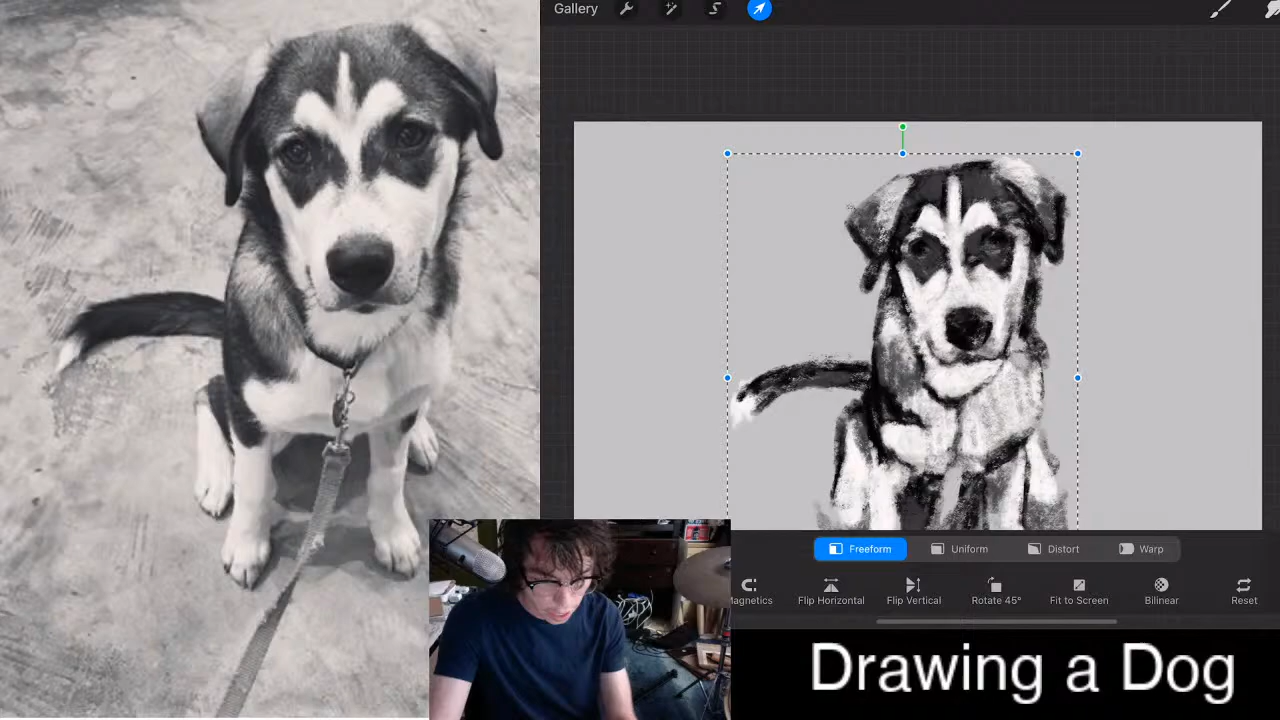 Gallery
Freeform Uniform Distort Warp
Magnetics Flip Horizontal Flip Vertical Rotate 45° Fit to Screen Bilinear Reset
Drawing a Dog